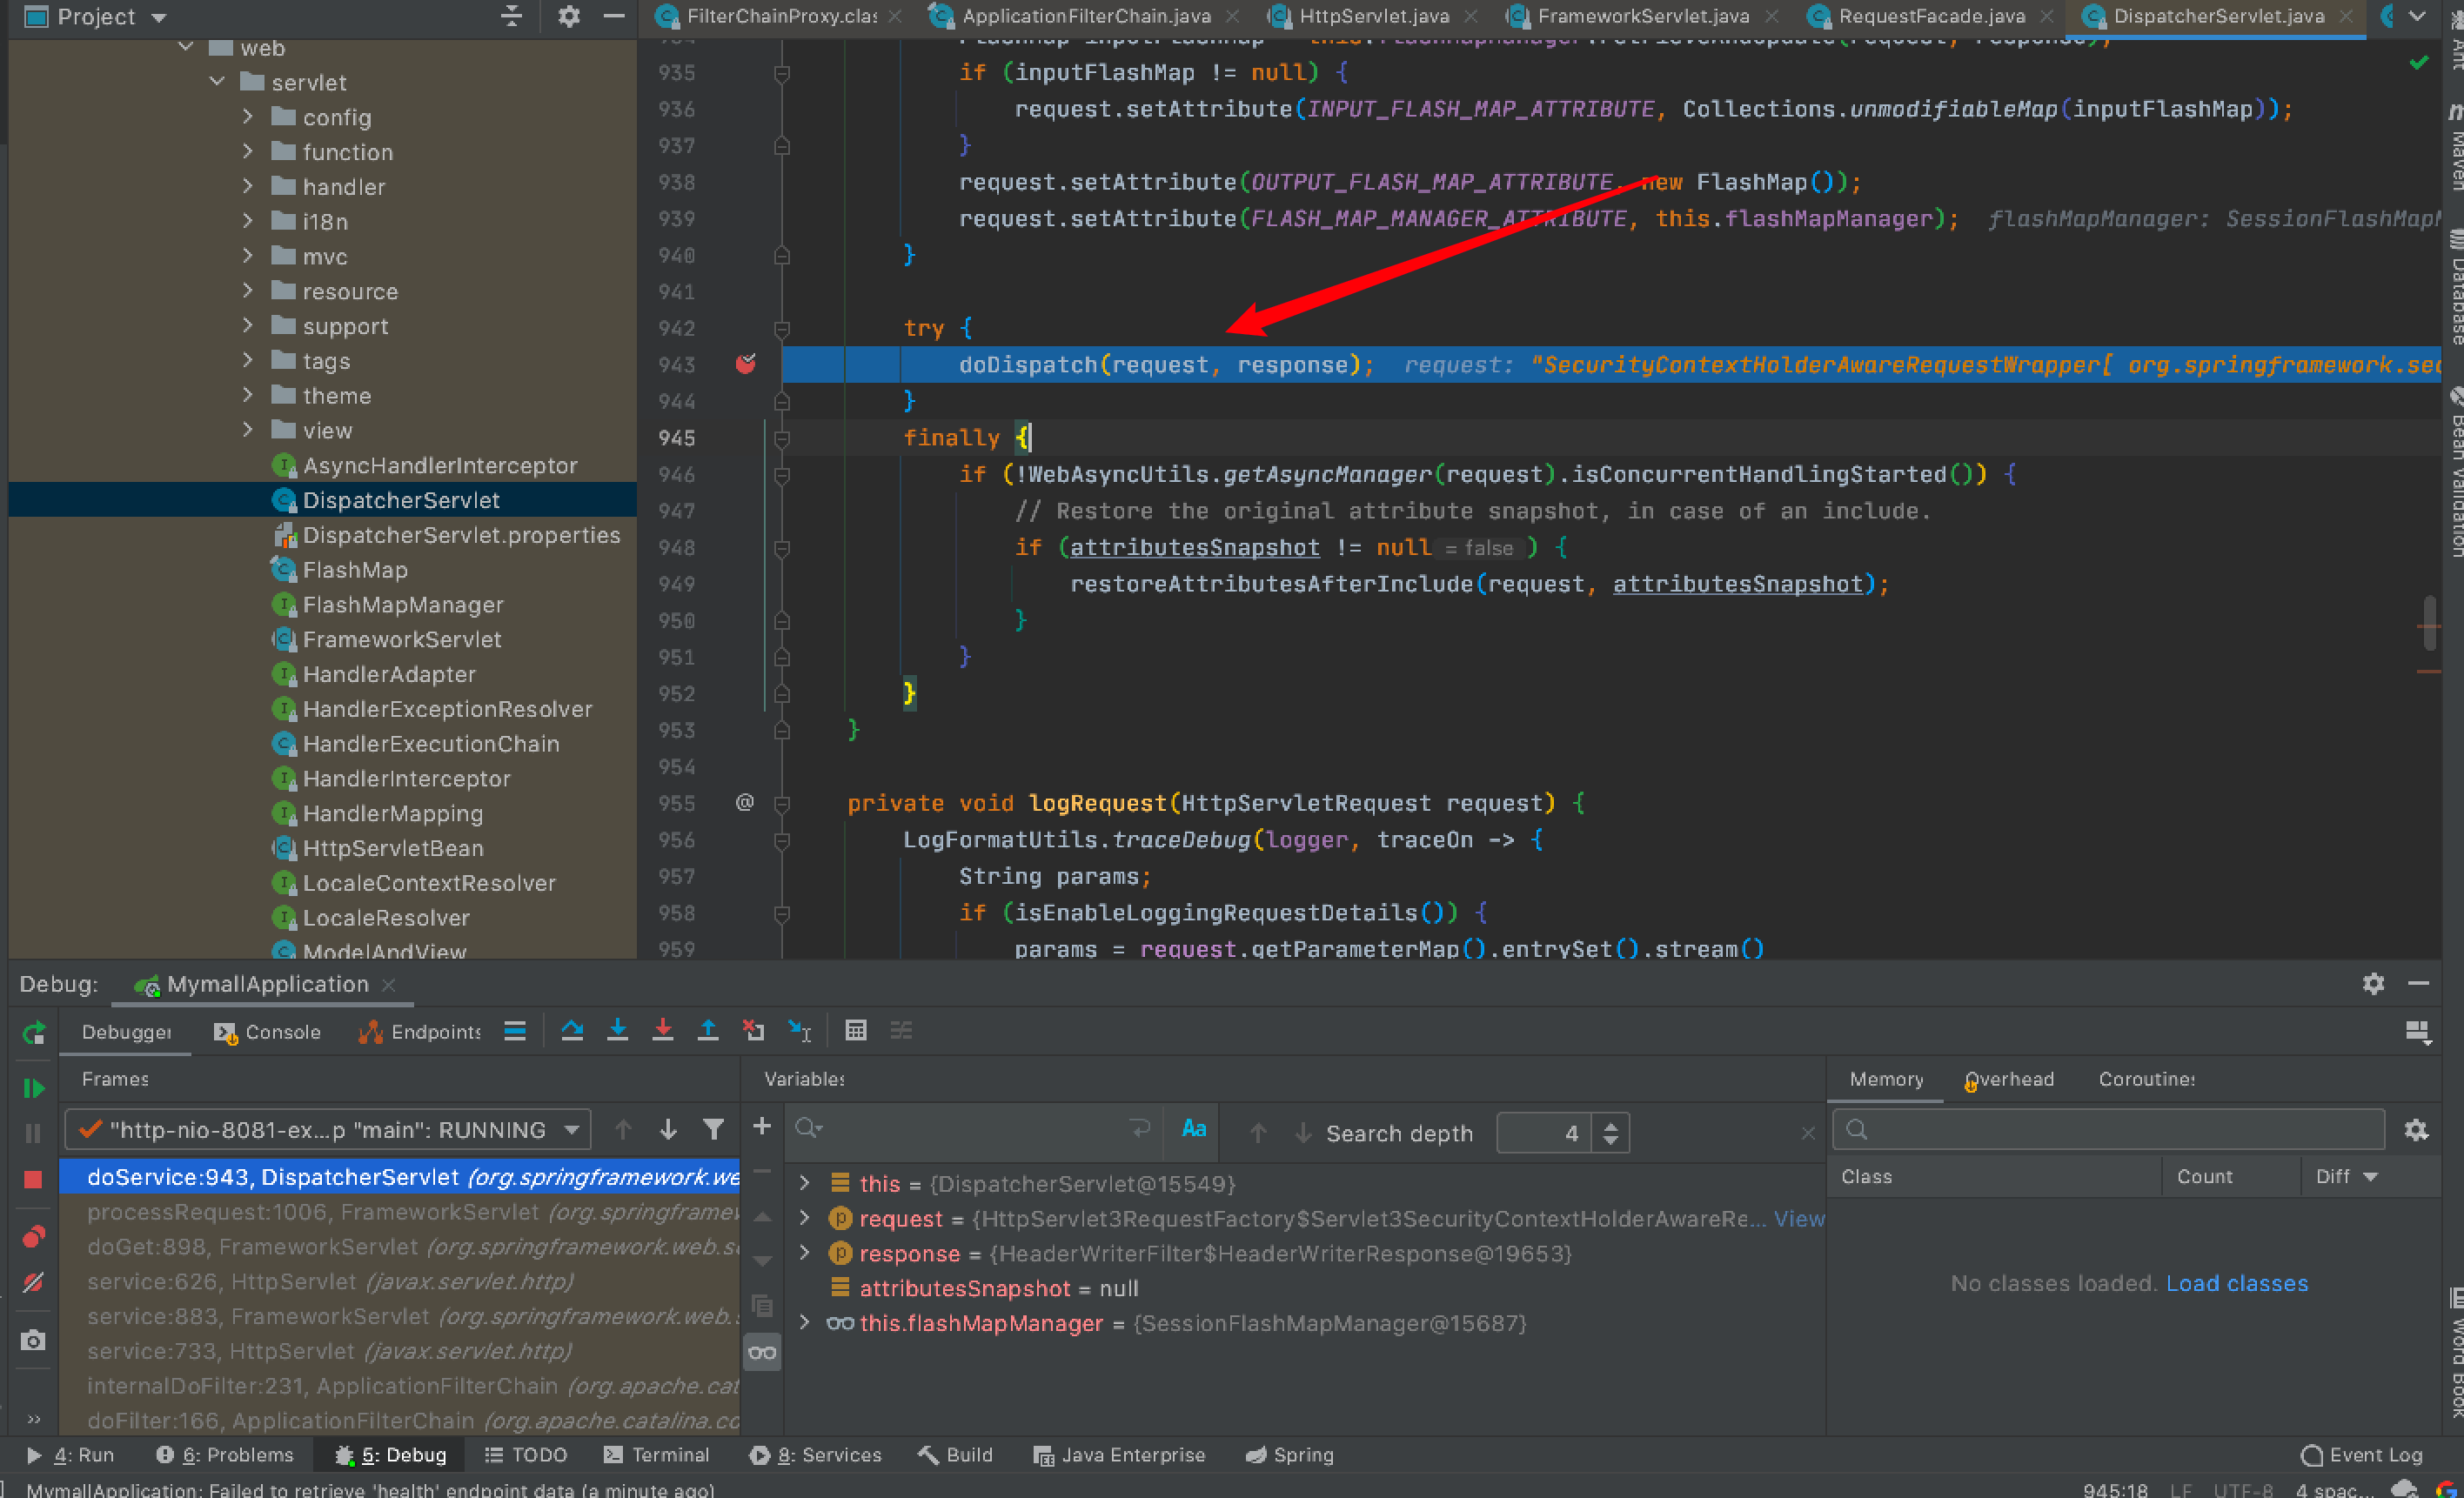 Project
FilterChainProxy.clas
ApplicationFilterChain.java
HttpServlet.java
FrameworkServlet.java
RequestFacade.java
DispatcherServlet.java
web
servlet
config
function
handler
i18n
mvc
resource
support
tags
theme
view
AsyncHandlerInterceptor
DispatcherServlet
DispatcherServlet.properties
FlashMap
FlashMapManager
FrameworkServlet
HandlerAdapter
HandlerExceptionResolver
HandlerExecutionChain
HandlerInterceptor
HandlerMapping
HttpServletBean
LocaleContextResolver
LocaleResolver
ModelAndView
935 if (inputFlashMap != null) {
936 request.setAttribute(INPUT_FLASH_MAP_ATTRIBUTE, Collections.unmodifiableMap(inputFlashMap));
937 }
938 request.setAttribute(OUTPUT_FLASH_MAP_ATTRIBUTE, new FlashMap());
939 request.setAttribute(FLASH_MAP_MANAGER_ATTRIBUTE, this.flashMapManager); flashMapManager: SessionFlashMapM
940 }
941
942 try {
943 doDispatch(request, response); request: "SecurityContextHolderAwareRequestWrapper[ org.springframework.sec
944 }
945 finally {
946 if (!WebAsyncUtils.getAsyncManager(request).isConcurrentHandlingStarted()) {
947 // Restore the original attribute snapshot, in case of an include.
948 if (attributesSnapshot != null = false ) {
949 restoreAttributesAfterInclude(request, attributesSnapshot);
950 }
951 }
952 }
953 }
954
955 @ private void logRequest(HttpServletRequest request) {
956 LogFormatUtils.traceDebug(logger, traceOn -> {
957 String params;
958 if (isEnableLoggingRequestDetails()) {
959 params = request.getParameterMap().entrySet().stream()
Ant
Maven
Database
Bean Validation
Word Book
Debug: MymallApplication
Debugger Console Endpoints
Frames
Variables
Memory Overhead Coroutines
"http-nio-8081-ex...p "main": RUNNING
Aa Search depth 4
doService:943, DispatcherServlet (org.springframework.we
processRequest:1006, FrameworkServlet (org.springframew
doGet:898, FrameworkServlet (org.springframework.web.se
service:626, HttpServlet (javax.servlet.http)
service:883, FrameworkServlet (org.springframework.web.s
service:733, HttpServlet (javax.servlet.http)
internalDoFilter:231, ApplicationFilterChain (org.apache.cat
doFilter:166, ApplicationFilterChain (org.apache.catalina.co
this = {DispatcherServlet@15549}
request = {HttpServlet3RequestFactory$Servlet3SecurityContextHolderAwareRe... View
response = {HeaderWriterFilter$HeaderWriterResponse@19653}
attributesSnapshot = null
this.flashMapManager = {SessionFlashMapManager@15687}
Class Count Diff
No classes loaded. Load classes
4: Run 6: Problems 5: Debug TODO Terminal 8: Services Build Java Enterprise Spring Event Log
MymallApplication: Failed to retrieve 'health' endpoint data (a minute ago) 945:18 LF UTF-8 4 spac...